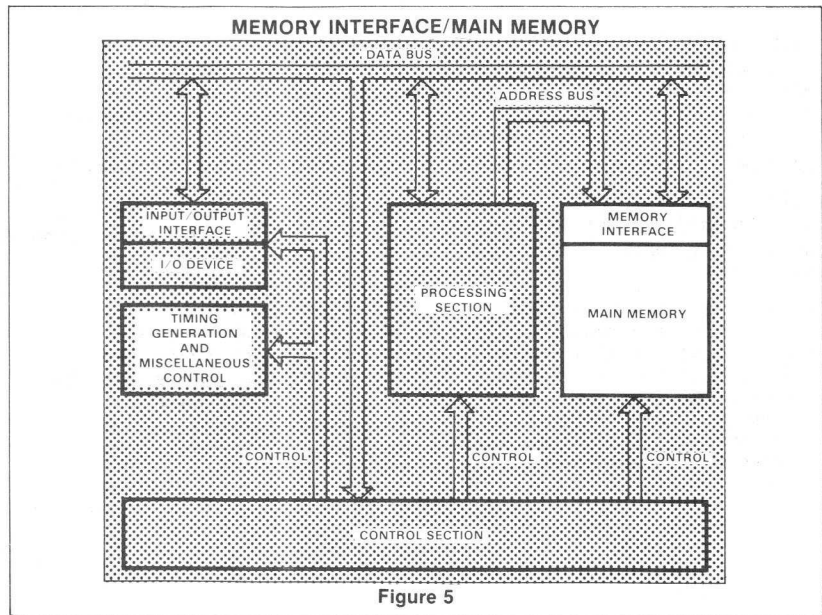 MEMORY INTERFACE/MAIN MEMORY
DATA BUS
ADDRESS BUS
INPUT/OUTPUT
INTERFACE
I/O DEVICE
TIMING
GENERATION
AND
MISCELLANEOUS
CONTROL
PROCESSING
SECTION
MEMORY
INTERFACE
MAIN MEMORY
CONTROL
CONTROL
CONTROL
CONTROL SECTION
Figure 5